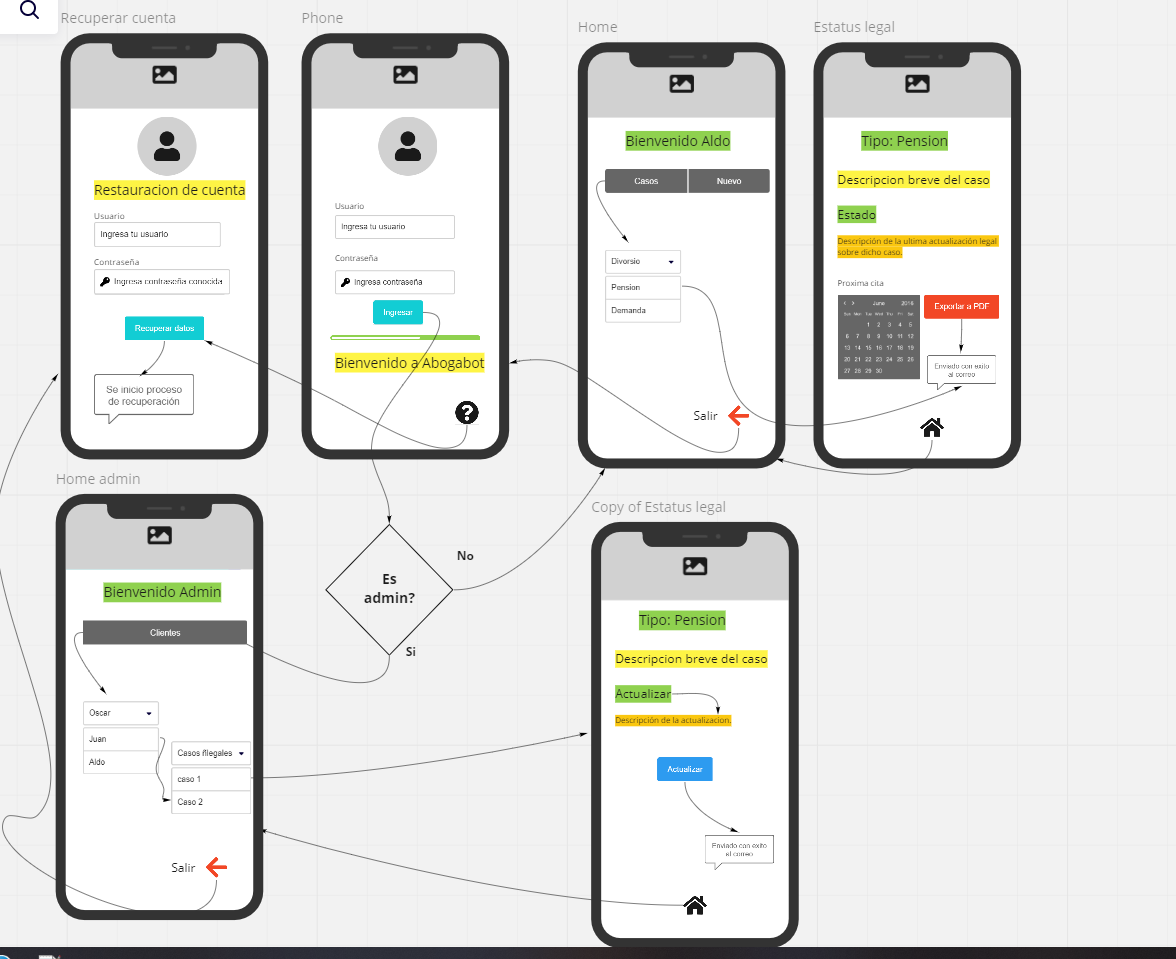 Recuperar cuenta
Restauracion de cuenta
Usuario
Ingresa tu usuario
Contraseña
Ingresa contraseña conocida
Recuperar datos
Se inicio proceso
de recuperación
Phone
Usuario
Ingresa tu usuario
Contraseña
Ingresa contraseña
Ingresar
Bienvenido a Abogabot
Home
Bienvenido Aldo
Casos
Nuevo
Divorsio
Pension
Demanda
Salir
Estatus legal
Tipo: Pension
Descripcion breve del caso
Estado
Descripción de la ultima actualización legal
sobre dicho caso.
Proxima cita
June 2016
Sun Mon Tue Wed Thu Fri Sat
1 2 3 4 5
6 7 8 9 10 11 12
13 14 15 16 17 18 19
20 21 22 23 24 25 26
27 28 29 30
Exportar a PDF
Enviado con exito
al correo
Home admin
Bienvenido Admin
Clientes
Oscar
Juan
Aldo
Casos fllegales
caso 1
Caso 2
Salir
Es
admin?
No
Si
Copy of Estatus legal
Tipo: Pension
Descripcion breve del caso
Actualizar
Descripción de la actualizacion.
Actualizar
Enviado con exito
al correo